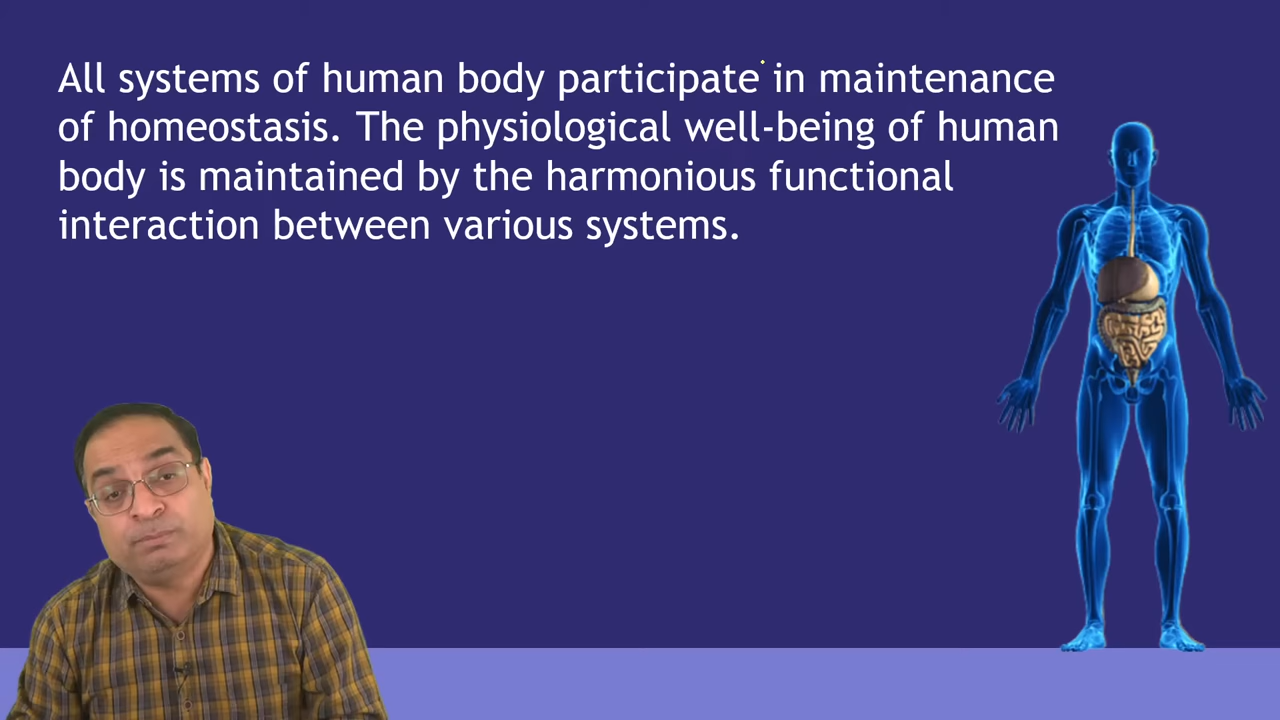 All systems of human body participate in maintenance
of homeostasis. The physiological well-being of human
body is maintained by the harmonious functional
interaction between various systems.